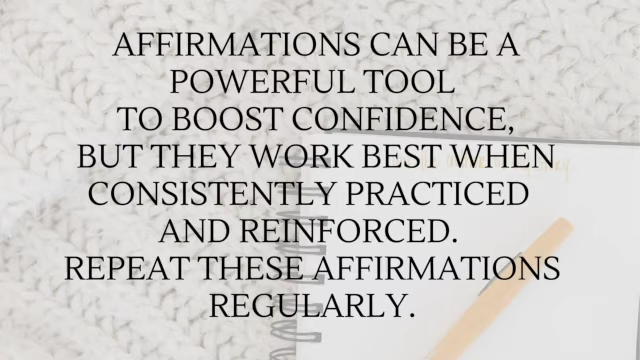 AFFIRMATIONS CAN BE A
POWERFUL TOOL
TO BOOST CONFIDENCE,
BUT THEY WORK BEST WHEN
CONSISTENTLY PRACTICED
AND REINFORCED.
REPEAT THESE AFFIRMATIONS
REGULARLY.